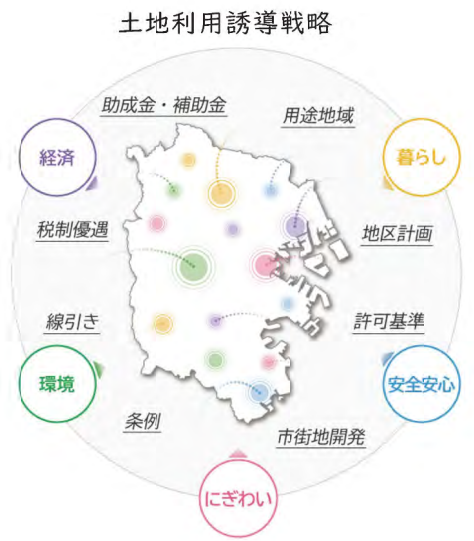 土地利用誘導戦略
助成金・補助金
用途地域
経済
暮らし
税制優遇
地区計画
線引き
許可基準
環境
安全安心
条例
市街地開発
にぎわい